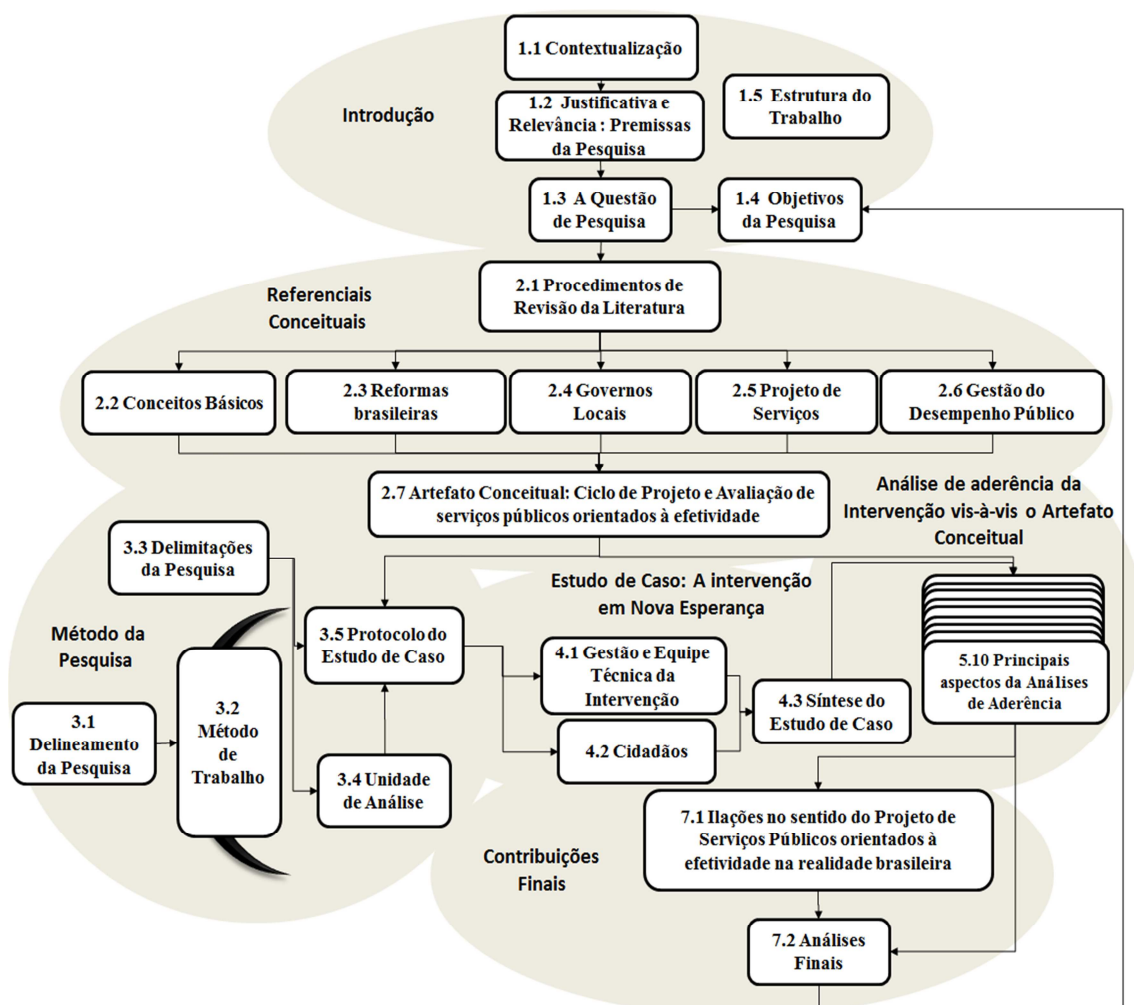 1.1 Contextualização
Introdução
1.2 Justificativa e
Relevância : Premissas
da Pesquisa
1.5 Estrutura do
Trabalho
1.3 A Questão
de Pesquisa
1.4 Objetivos
da Pesquisa
Referenciais
Conceituais
2.1 Procedimentos de
Revisão da Literatura
2.2 Conceitos Básicos
2.3 Reformas
brasileiras
2.4 Governos
Locais
2.5 Projeto de
Serviços
2.6 Gestão do
Desempenho Público
2.7 Artefato Conceitual: Ciclo de Projeto e Avaliação de
serviços públicos orientados à efetividade
Análise de aderência da
Intervenção vis-à-vis o Artefato
Conceitual
3.3 Delimitações
da Pesquisa
Estudo de Caso: A intervenção
em Nova Esperança
Método da
Pesquisa
3.1
Delineamento
da Pesquisa
3.2
Método
de
Trabalho
3.5 Protocolo do
Estudo de Caso
3.4 Unidade
de Análise
4.1 Gestão e Equipe
Técnica da
Intervenção
4.2 Cidadãos
4.3 Síntese do
Estudo de Caso
5.10 Principais
aspectos da Análises
de Aderência
Contribuições
Finais
7.1 Ilações no sentido do Projeto de
Serviços Públicos orientados à
efetividade na realidade brasileira
7.2 Análises
Finais